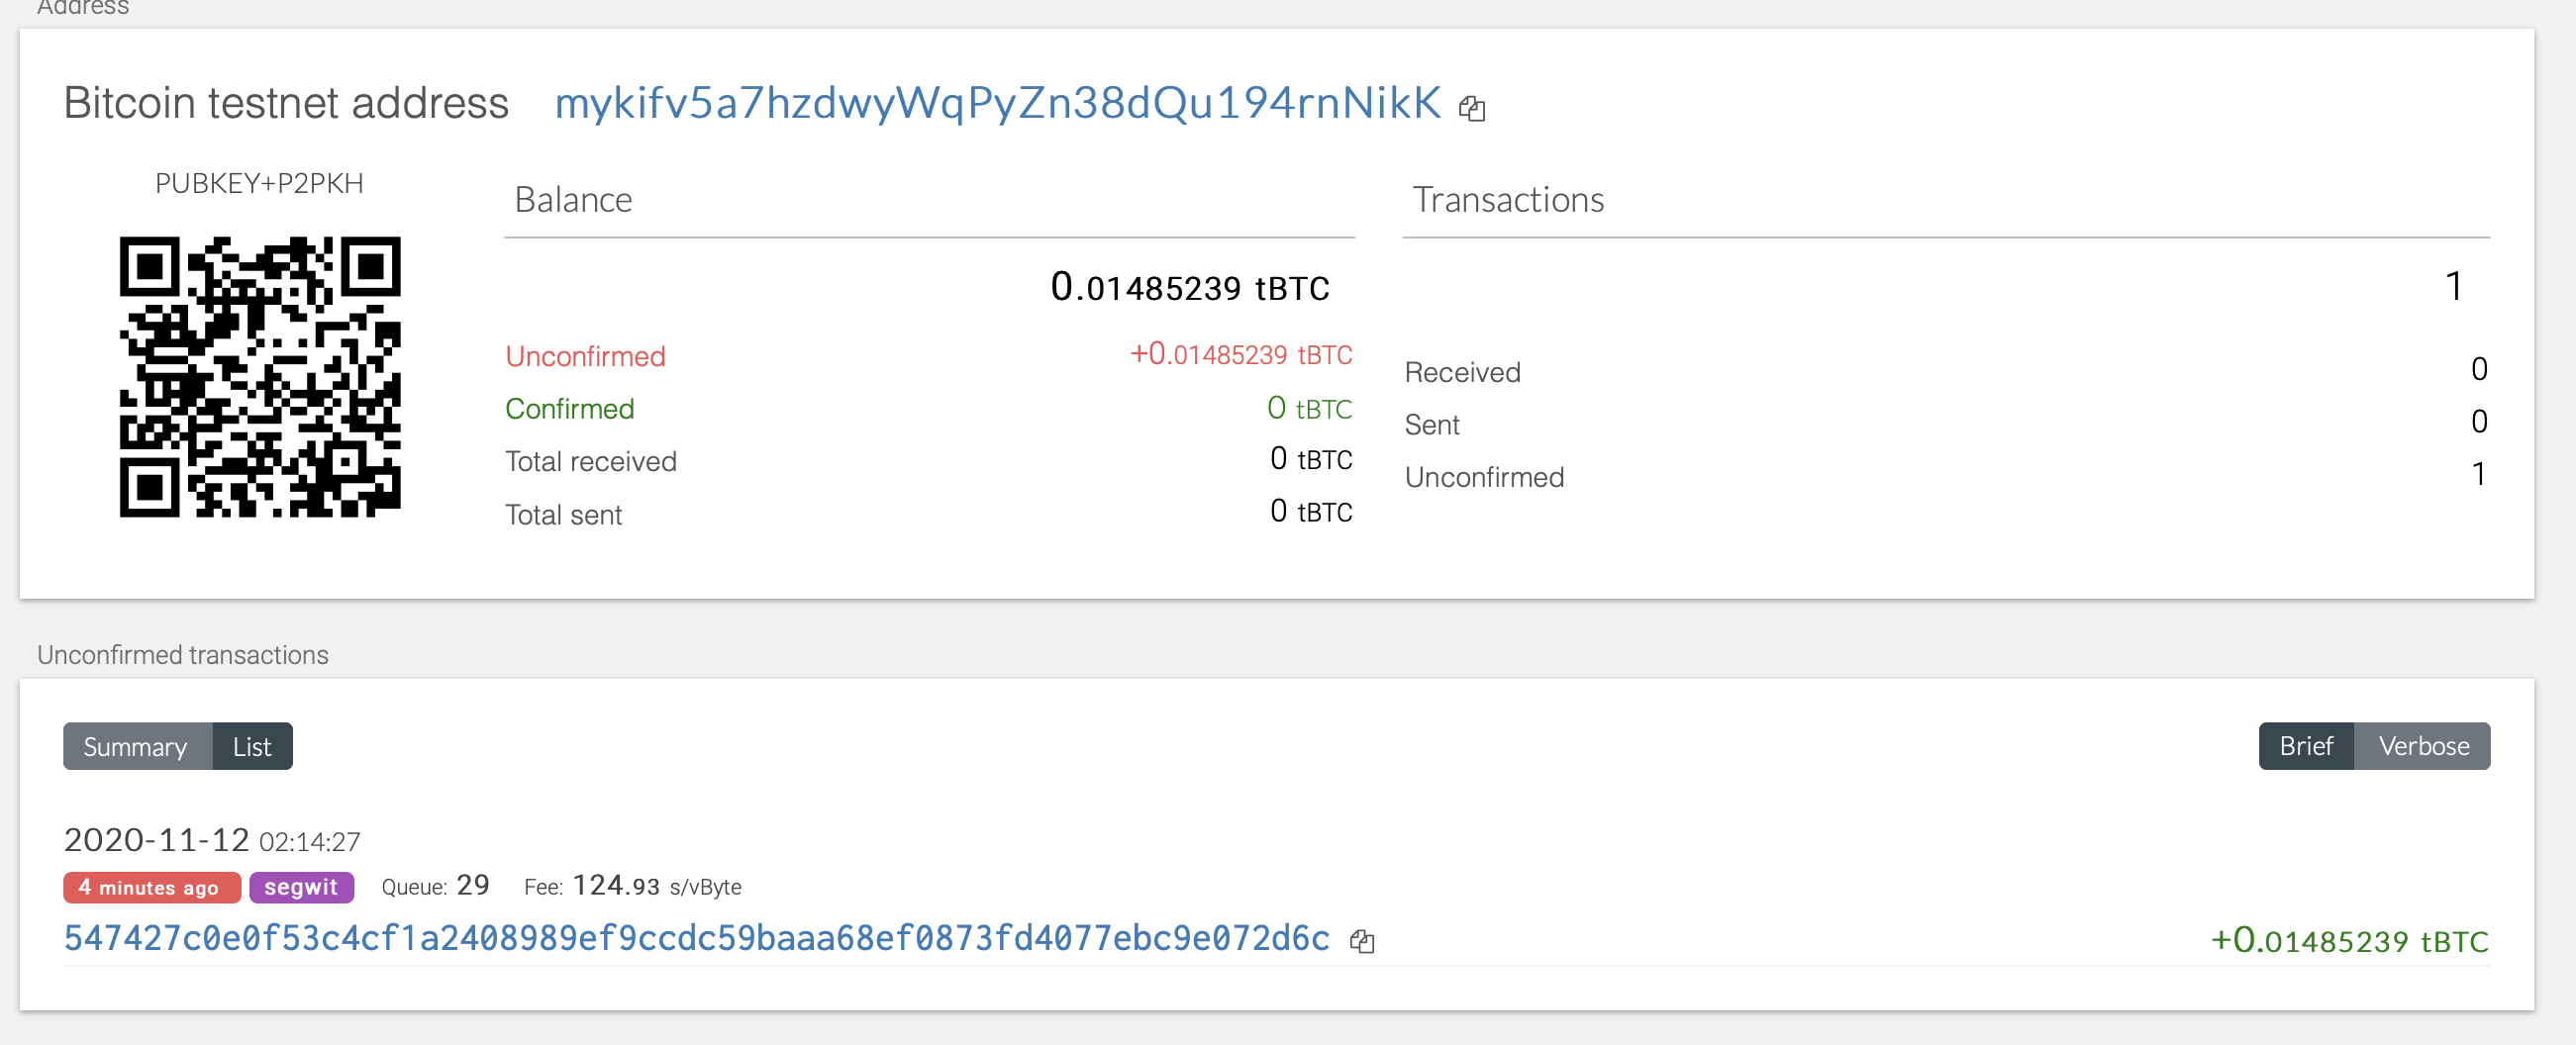 Address
Bitcoin testnet address mykifv5a7hzdwyWqPyZn38dQu194rnNikK
PUBKEY+P2PKH
Balance
0.01485239 tBTC
Unconfirmed +0.01485239 tBTC
Confirmed 0 tBTC
Total received 0 tBTC
Total sent 0 tBTC
Transactions
1
Received 0
Sent 0
Unconfirmed 1
Unconfirmed transactions
Summary List Brief Verbose
2020-11-12 02:14:27
4 minutes ago segwit Queue: 29 Fee: 124.93 s/vByte
547427c0e0f53c4cf1a2408989ef9ccdc59baaa68ef0873fd4077ebc9e072d6c +0.01485239 tBTC